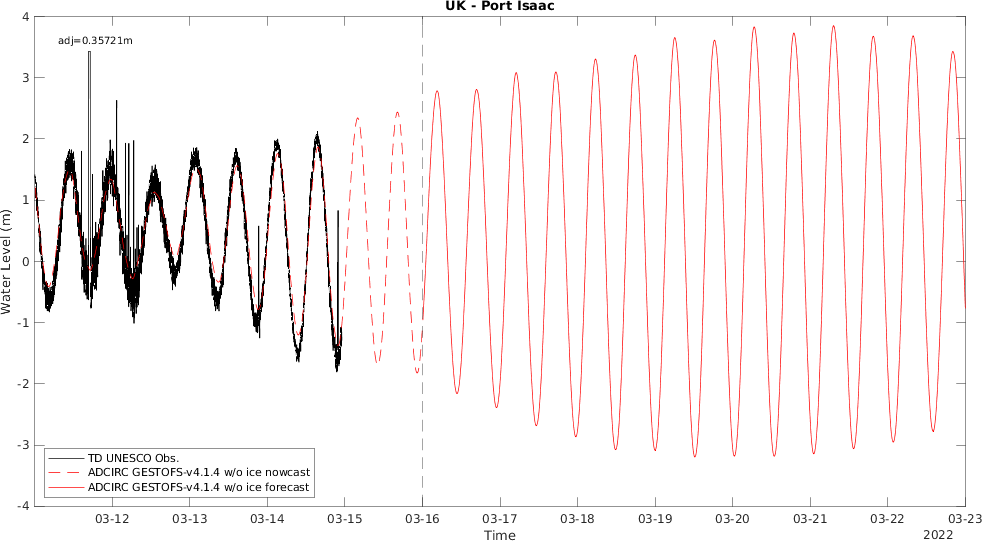 UK - Port Isaac
adj=0.35721m
4
3
2
1
0
-1
-2
-3
-4
Water Level (m)
TD UNESCO Obs.
ADCIRC GESTOFS-v4.1.4 w/o ice nowcast
ADCIRC GESTOFS-v4.1.4 w/o ice forecast
03-12 03-13 03-14 03-15 03-16 03-17 03-18 03-19 03-20 03-21 03-22 03-23
Time
2022